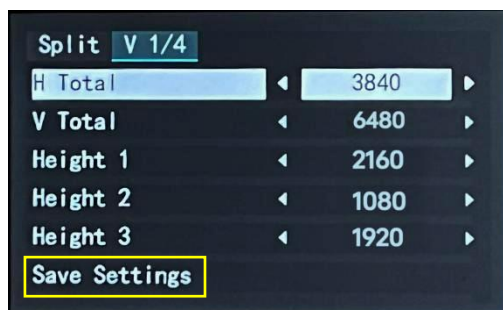 Split V 1/4
H Total 3840
V Total 6480
Height 1 2160
Height 2 1080
Height 3 1920
Save Settings